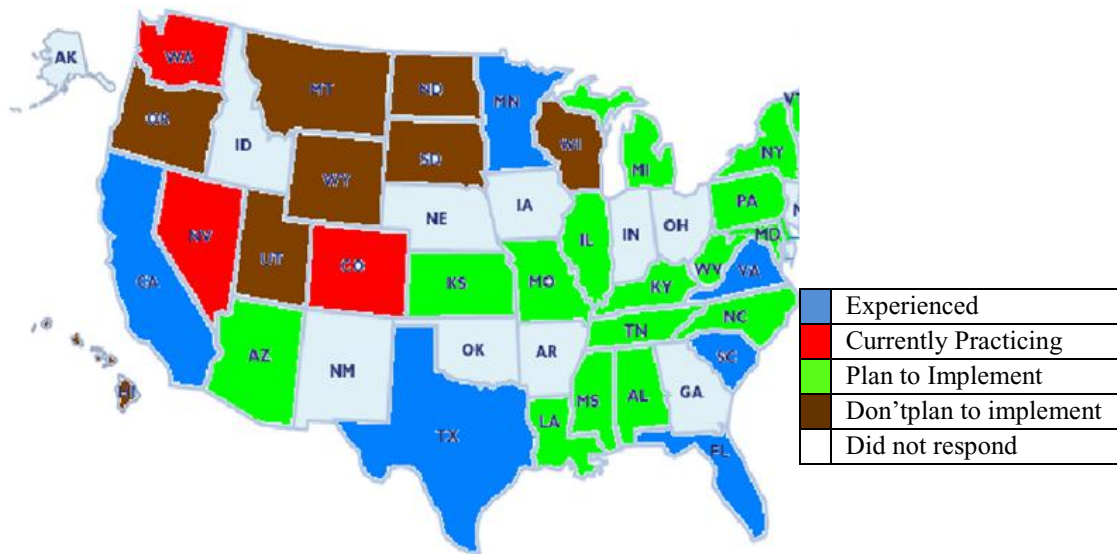 AK
WA
MT
ND
MN
OR
ID
SD
WI
WY
MI
NY
NE
IA
PA
IL
IN
OH
NV
UT
CO
MD
CA
KS
MO
WV
VA
KY
NC
TN
AZ
NM
OK
AR
SC
MS
AL
GA
LA
TX
FL
Experienced
Currently Practicing
Plan to Implement
Don'tplan to implement
Did not respond